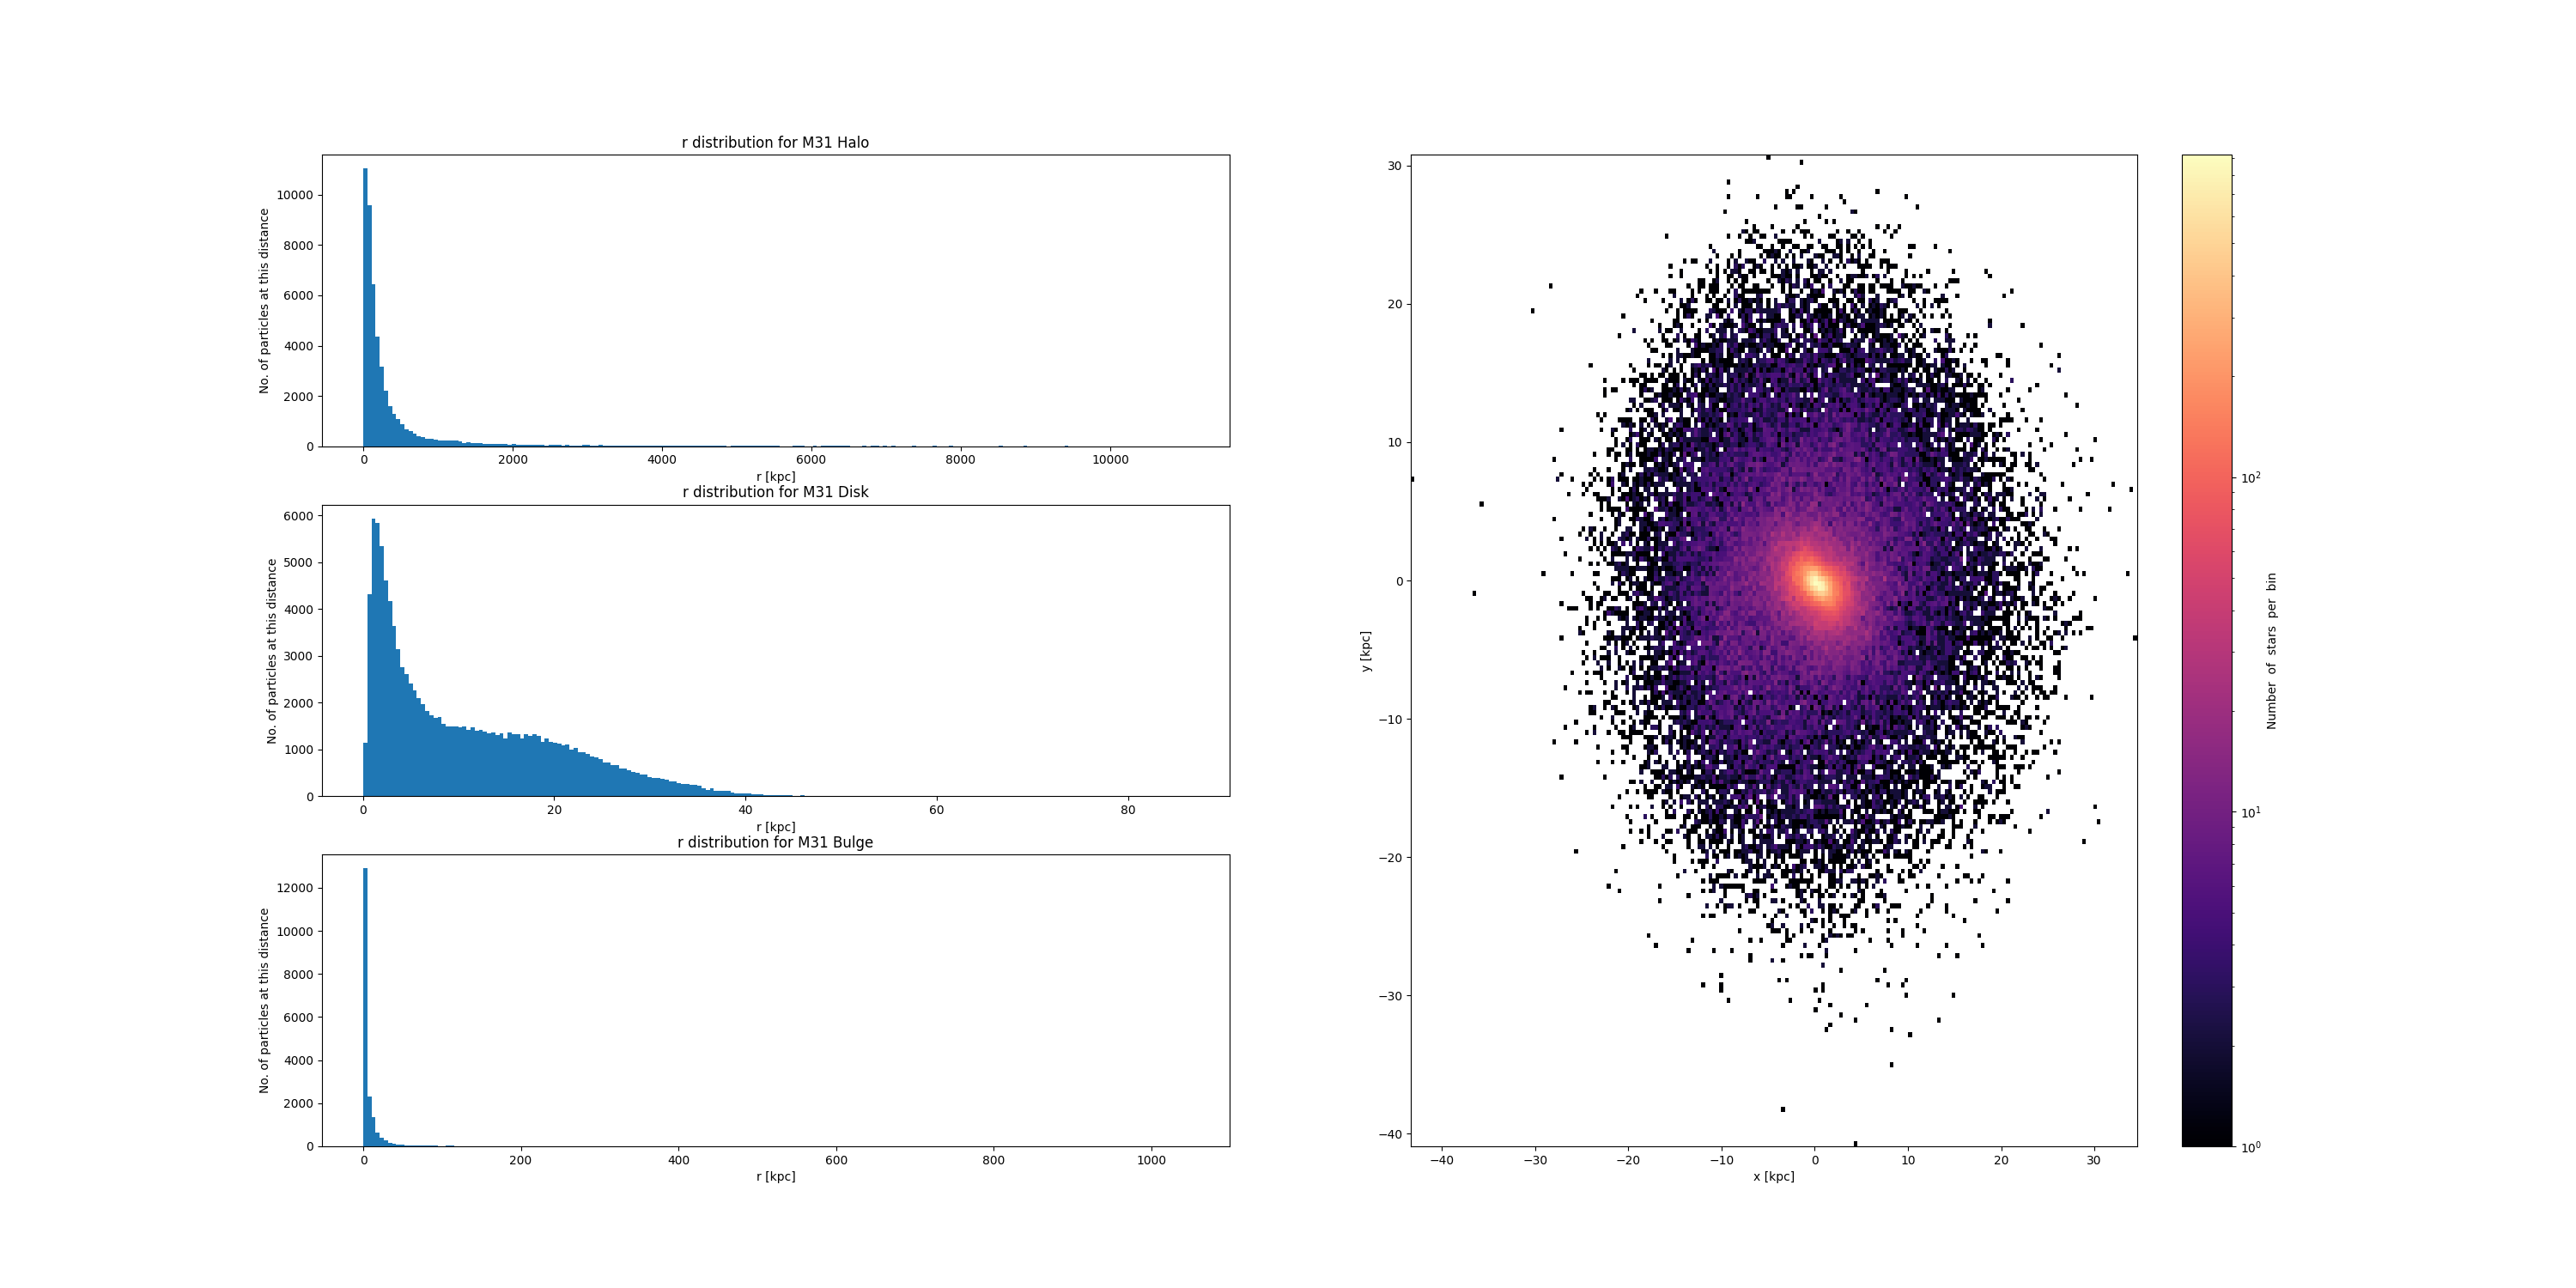 r distribution for M31 Halo
No. of particles at this distance
10000
8000
6000
4000
2000
0
0 2000 4000 6000 8000 10000
r [kpc]
r distribution for M31 Disk
No. of particles at this distance
6000
5000
4000
3000
2000
1000
0
0 20 40 60 80
r [kpc]
r distribution for M31 Bulge
No. of particles at this distance
12000
10000
8000
6000
4000
2000
0
0 200 400 600 800 1000
r [kpc]
y [kpc]
30
20
10
0
−10
−20
−30
−40
−40 −30 −20 −10 0 10 20 30
x [kpc]
10²
10¹
10⁰
Number of stars per bin